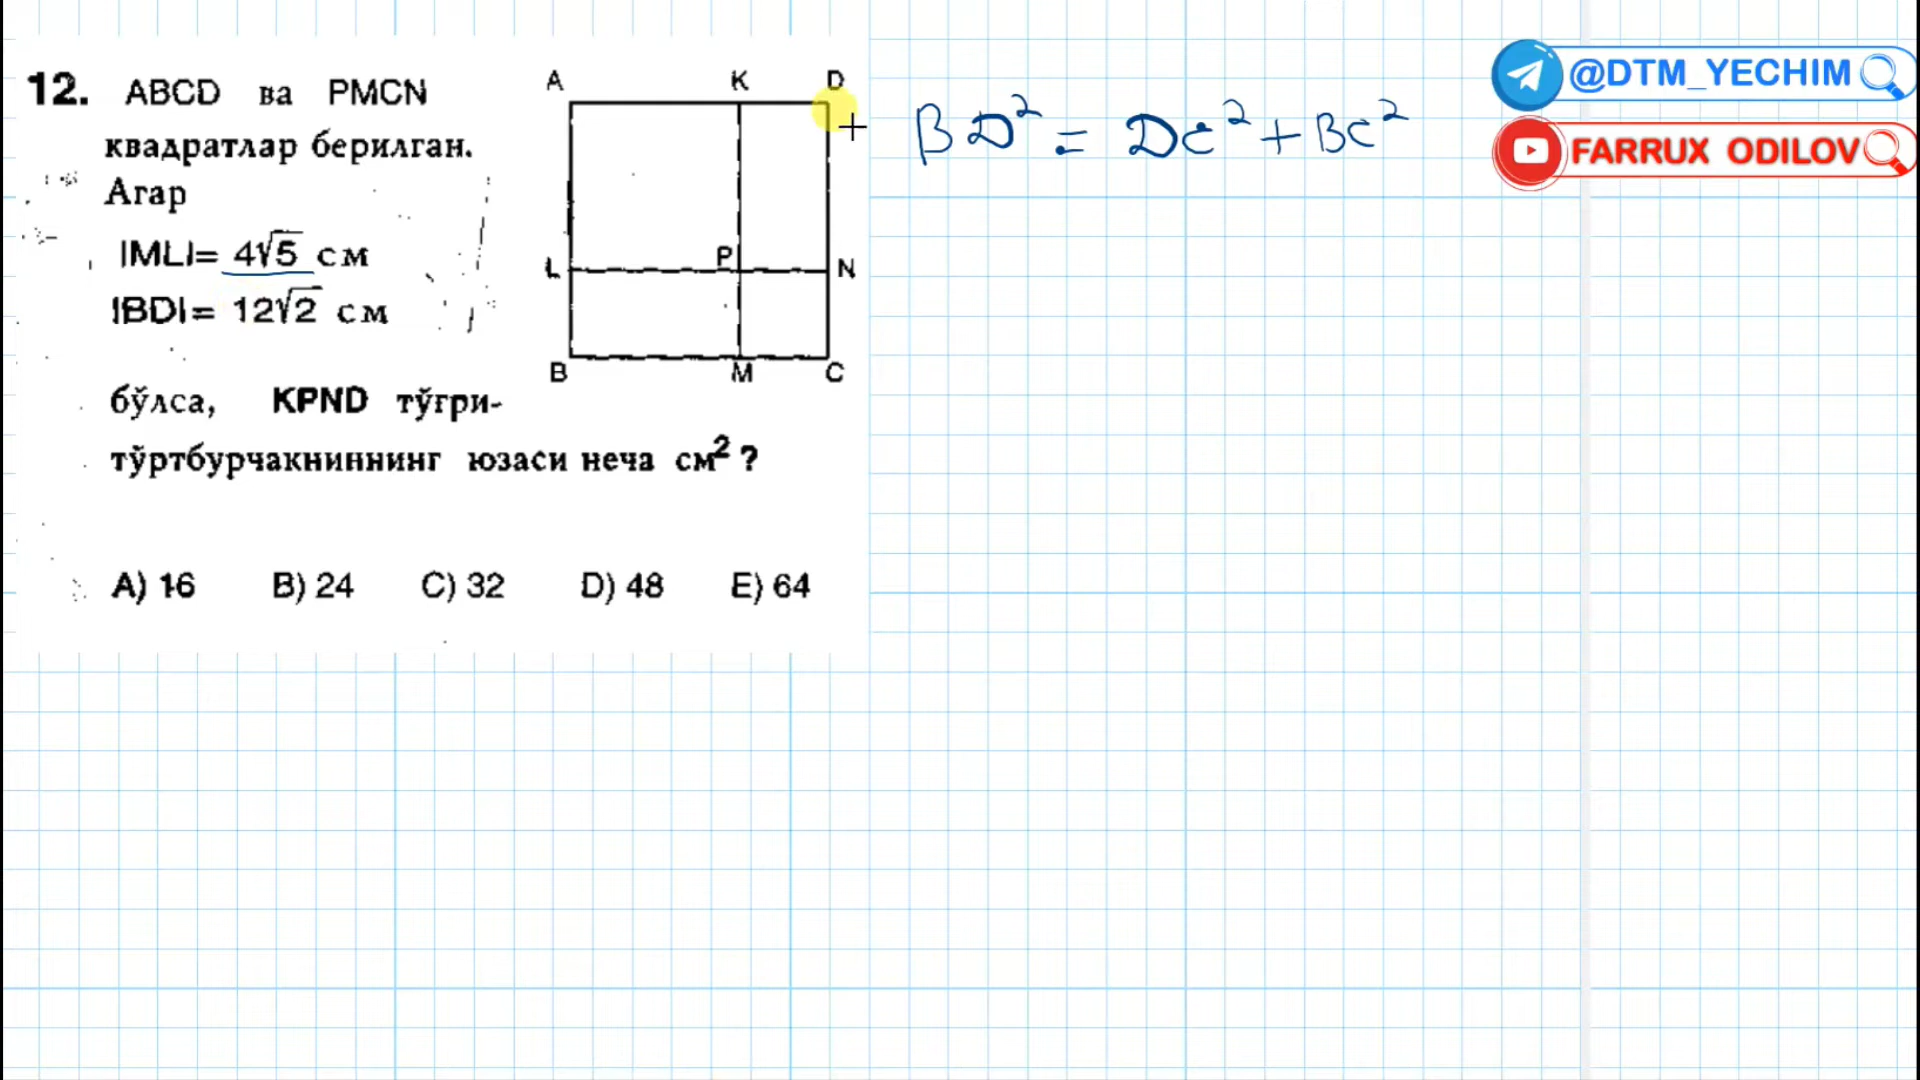 12. ABCD ва PMCN
квадратлар берилган.
Агар
|ML|= 4√5 см
|BD|= 12√2 см
бўлса, KPND тўгри-
тўртбурчакниннинг юзаси неча см² ?
A) 16 B) 24 C) 32 D) 48 E) 64
A K D
L P N
B M C
BD² = DC² + BC²
@DTM_YECHIM
FARRUX ODILOV